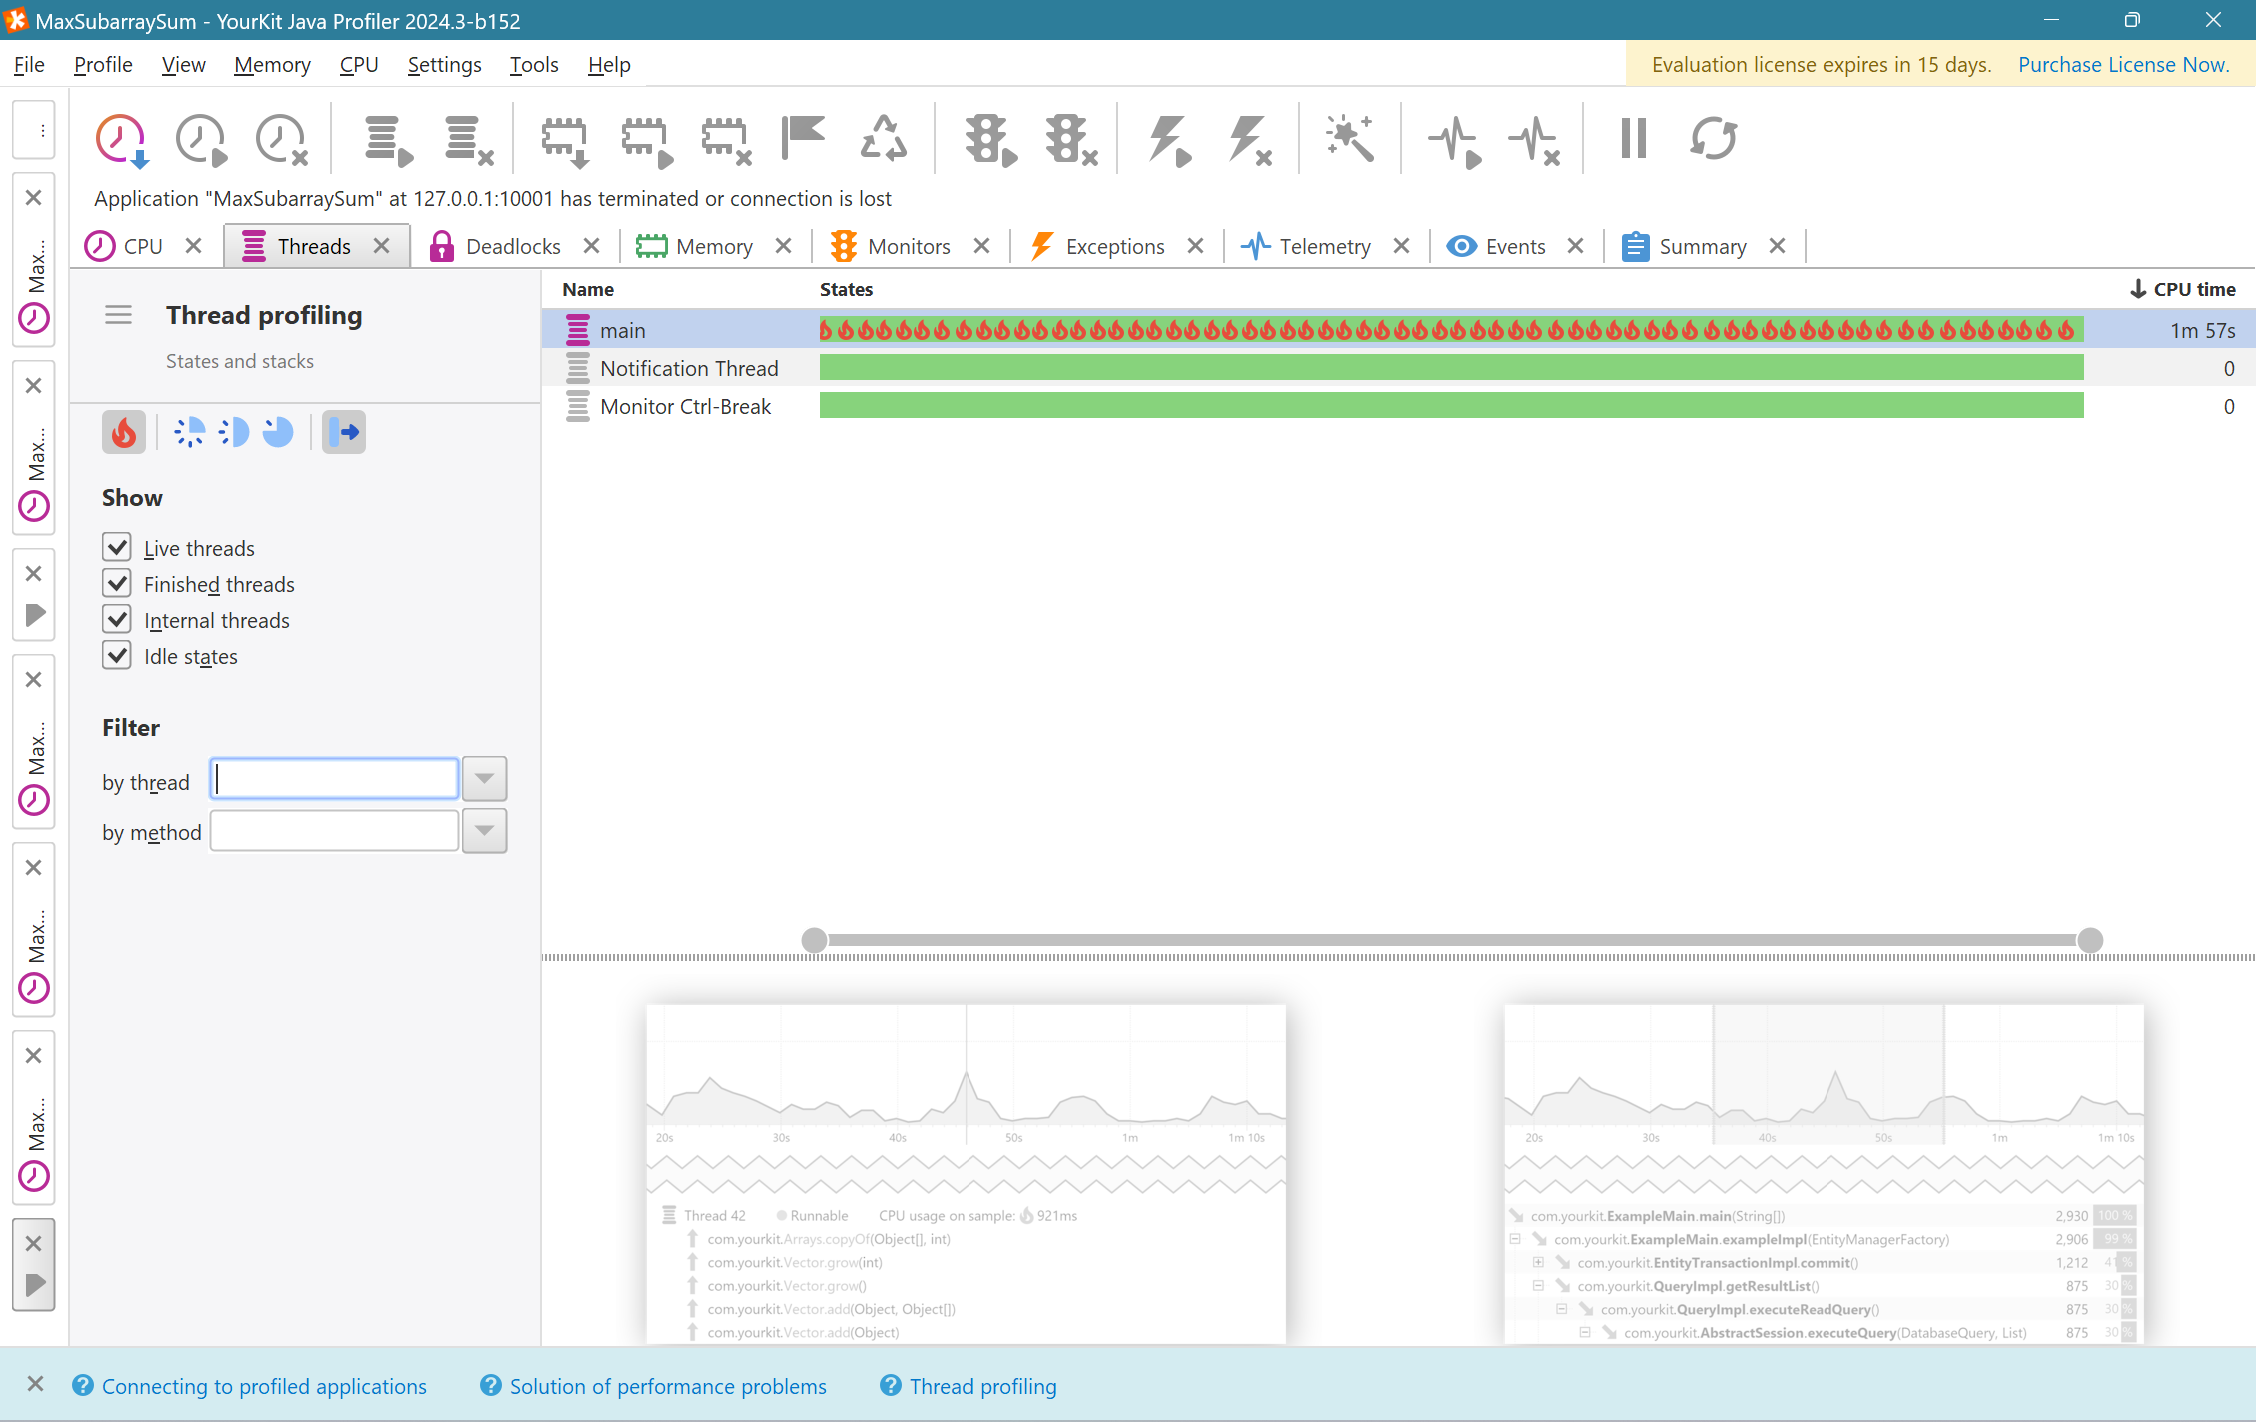 MaxSubarraySum - YourKit Java Profiler 2024.3-b152
File Profile View Memory CPU Settings Tools Help
Evaluation license expires in 15 days. Purchase License Now.
...
Application "MaxSubarraySum" at 127.0.0.1:10001 has terminated or connection is lost
CPU Threads Deadlocks Memory Monitors Exceptions Telemetry Events Summary
Max...
Max...
Max...
Max...
Max...
Thread profiling
States and stacks
Show
Live threads
Finished threads
Internal threads
Idle states
Filter
by thread
by method
Name States CPU time
main 1m 57s
Notification Thread 0
Monitor Ctrl-Break 0
20s 30s 40s 50s 1m 1m 10s
Thread 42 Runnable CPU usage on sample: 921ms
com.yourkit.Arrays.copyOf(Object[], int)
com.yourkit.Vector.grow(int)
com.yourkit.Vector.grow()
com.yourkit.Vector.add(Object, Object[])
com.yourkit.Vector.add(Object)
20s 30s 40s 50s 1m 1m 10s
com.yourkit.ExampleMain.main(String[]) 2,930 100 %
com.yourkit.ExampleMain.exampleImpl(EntityManagerFactory) 2,906 99 %
com.yourkit.EntityTransactionImpl.commit() 1,212 41 %
com.yourkit.QueryImpl.getResultList() 875 30 %
com.yourkit.QueryImpl.executeReadQuery() 875 30 %
com.yourkit.AbstractSession.executeQuery(DatabaseQuery, List) 875 30 %
Connecting to profiled applications Solution of performance problems Thread profiling